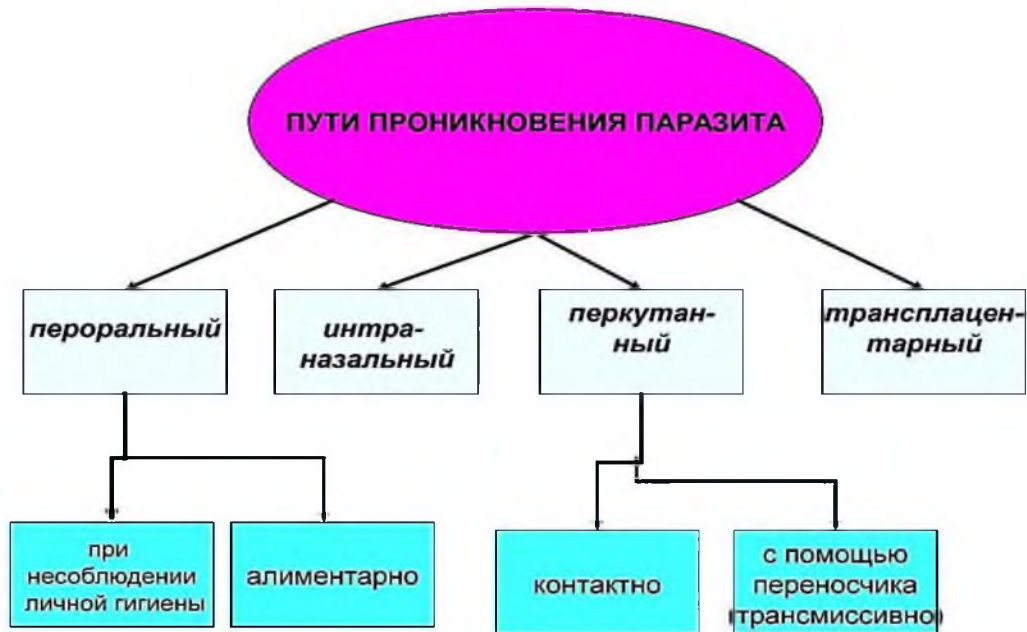 ПУТИ ПРОНИКНОВЕНИЯ ПАРАЗИТА
пероральный
интра-
назальный
перкутан-
ный
трансплацен-
тарный
при
несоблюдении
личной гигиены
алиментарно
контактно
с помощью
переносчика
(трансмиссивно)